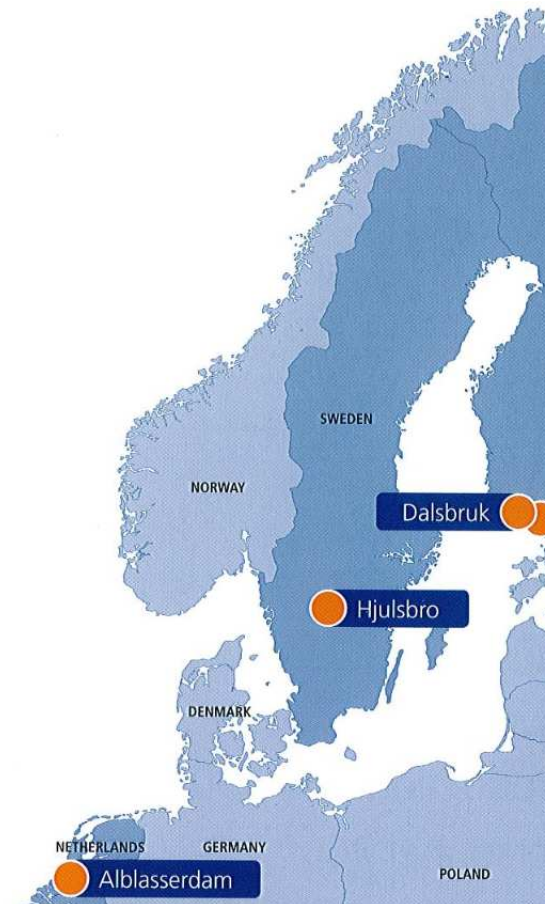 SWEDEN
NORWAY
Dalsbruk
Hjulsbro
DENMARK
NETHERLANDS
GERMANY
Alblasserdam
POLAND